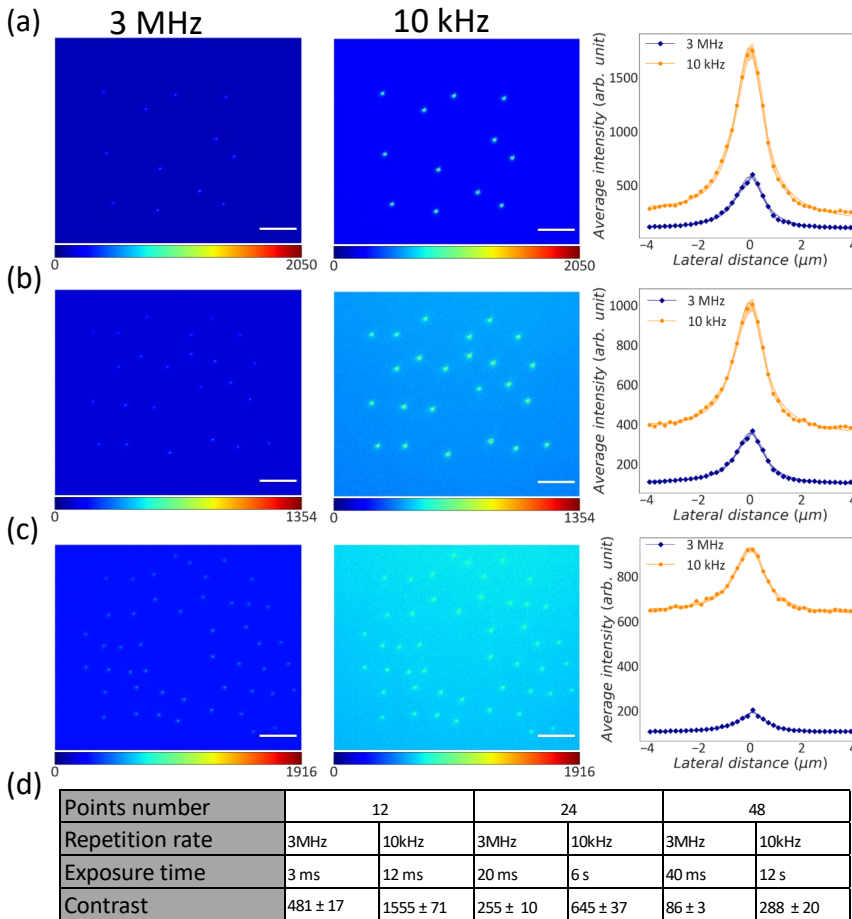 (a) 3 MHz 10 kHz
3 MHz
10 kHz
1500
1000
500
Average intensity (arb. unit)
−4 −2 0 2 4
Lateral distance (µm)
0 2050 0 2050
(b)
3 MHz
10 kHz
1000
800
600
400
200
Average intensity (arb. unit)
−4 −2 0 2 4
Lateral distance (µm)
0 1354 0 1354
(c)
3 MHz
10 kHz
800
600
400
200
Average intensity (arb. unit)
−4 −2 0 2 4
Lateral distance (µm)
0 1916 0 1916
(d)
Points number 12 24 48
Repetition rate 3MHz 10kHz 3MHz 10kHz 3MHz 10kHz
Exposure time 3 ms 12 ms 20 ms 6 s 40 ms 12 s
Contrast 481 ± 17 1555 ± 71 255 ± 10 645 ± 37 86 ± 3 288 ± 20